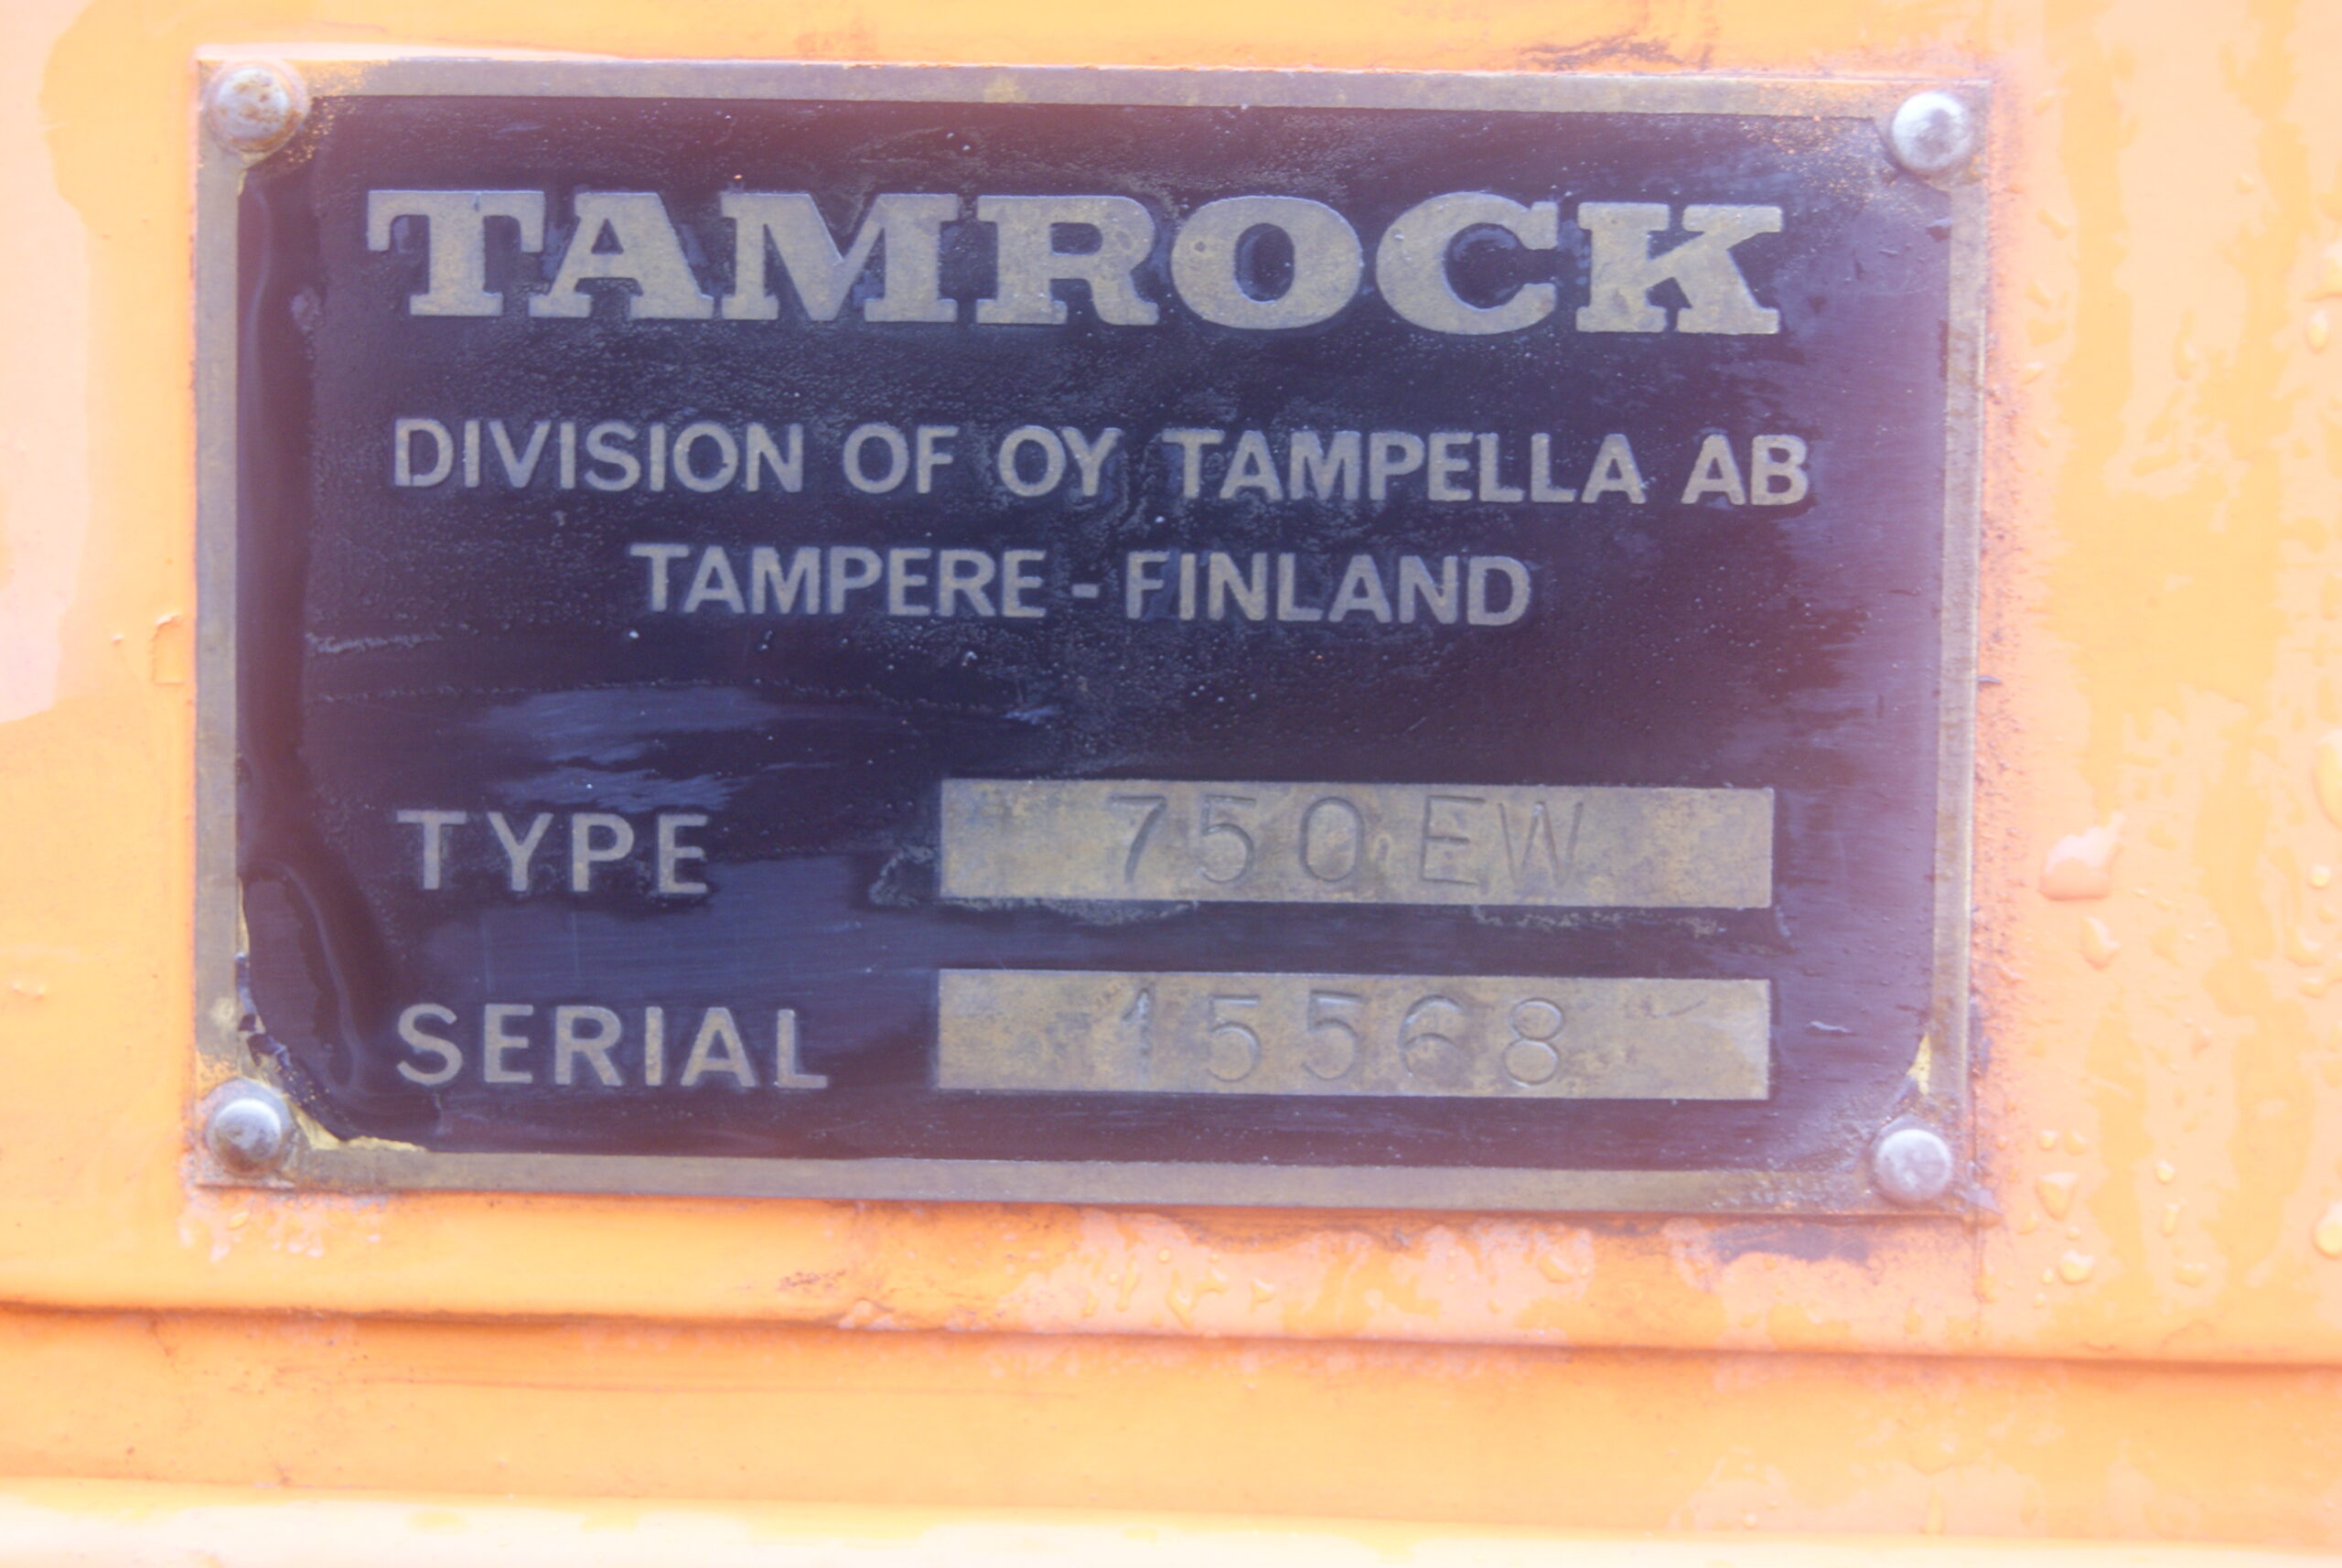 TAMROCK
DIVISION OF OY TAMPELLA AB
TAMPERE - FINLAND
TYPE 750 EW
SERIAL 15568